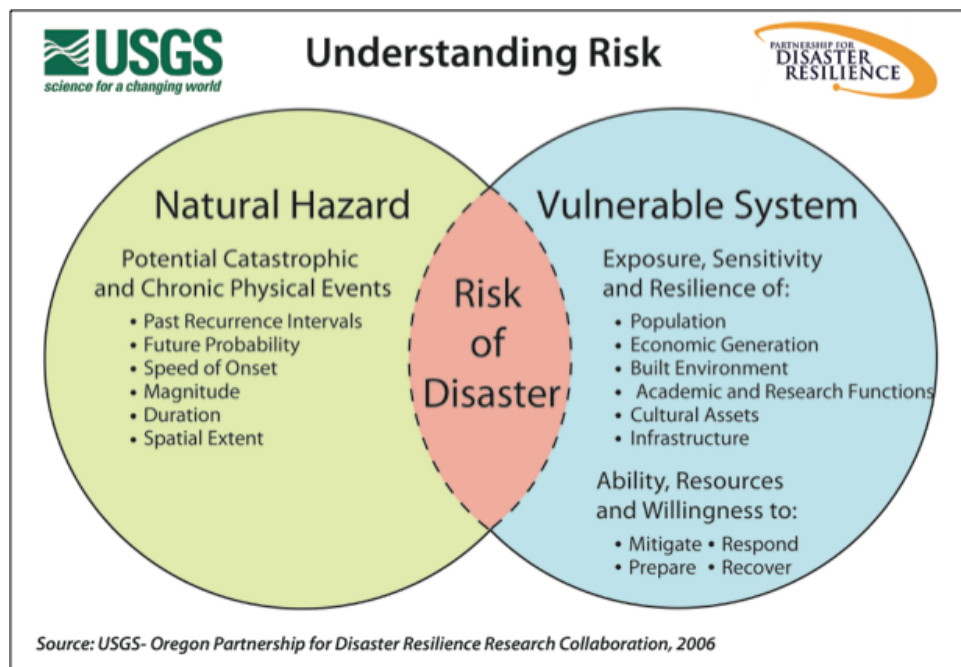 USGS
science for a changing world
Understanding Risk
PARTNERSHIP FOR
DISASTER
RESILIENCE
Natural Hazard
Potential Catastrophic
and Chronic Physical Events
• Past Recurrence Intervals
• Future Probability
• Speed of Onset
• Magnitude
• Duration
• Spatial Extent
Risk
of
Disaster
Vulnerable System
Exposure, Sensitivity
and Resilience of:
• Population
• Economic Generation
• Built Environment
• Academic and Research Functions
• Cultural Assets
• Infrastructure
Ability, Resources
and Willingness to:
• Mitigate • Respond
• Prepare • Recover
Source: USGS- Oregon Partnership for Disaster Resilience Research Collaboration, 2006